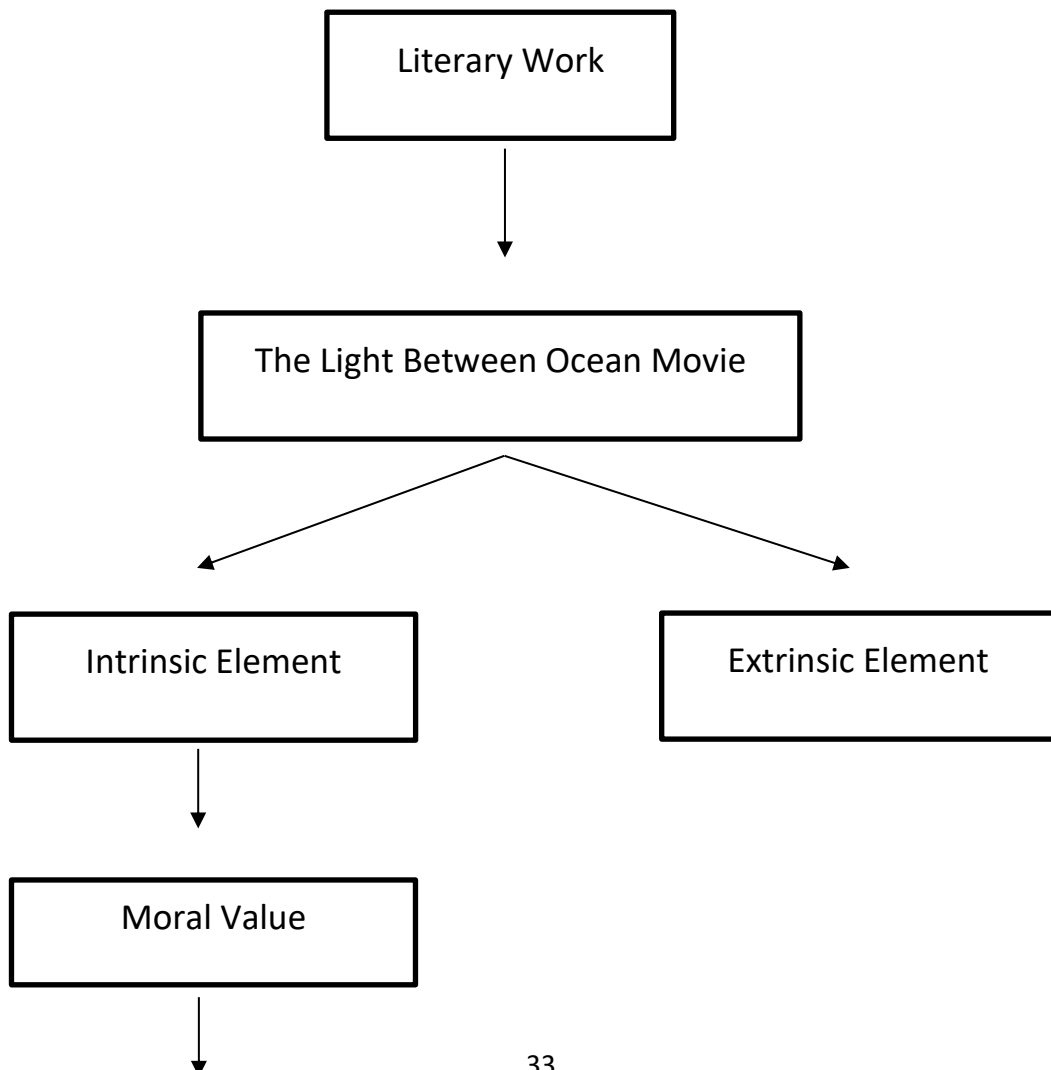 Literary Work
The Light Between Ocean Movie
Intrinsic Element
Extrinsic Element
Moral Value
33